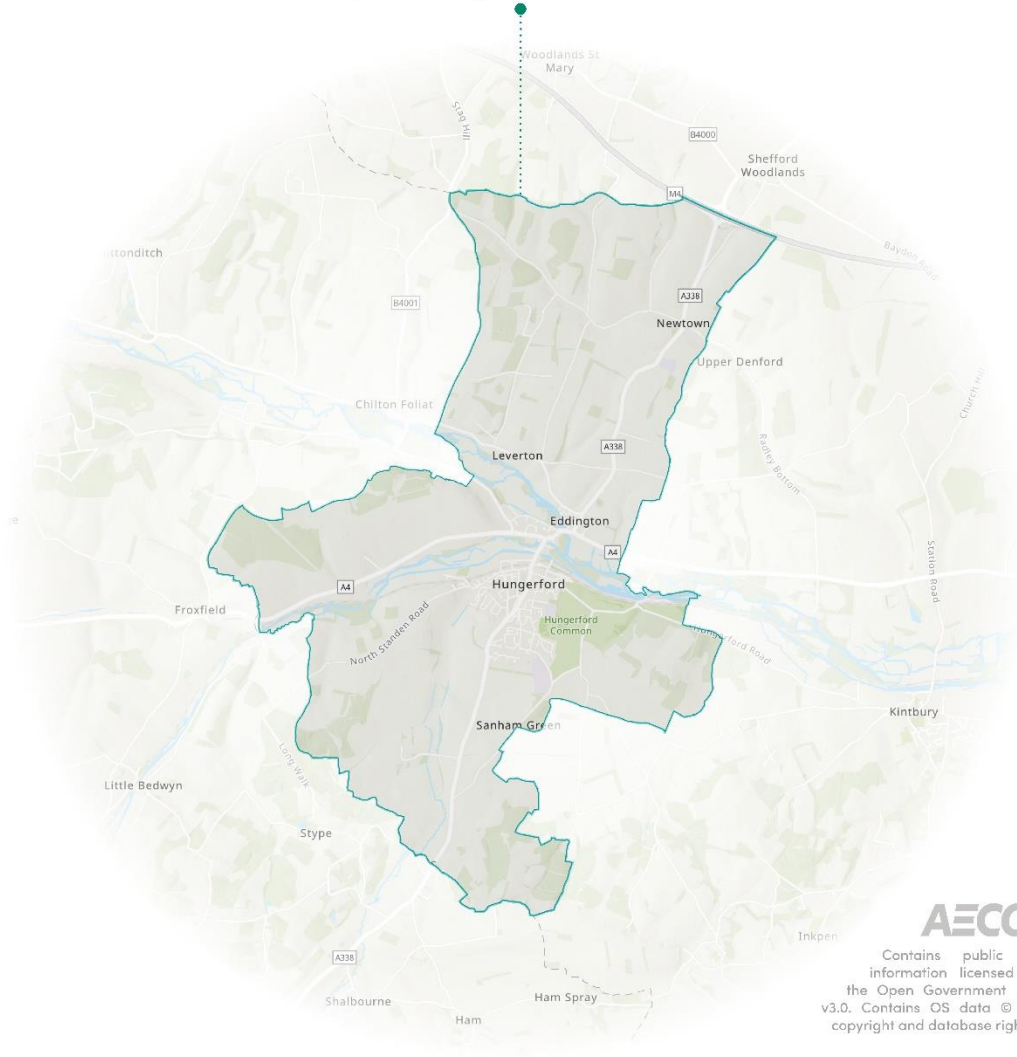 Woodlands St
Mary
Stag Hill
B4000
Shefford
Woodlands
M4
Baydon Road
B4001
A338
Newtown
Upper Denford
Chilton Foliat
Church Hill
A338
Leverton
Radley Bottom
Eddington
A4
Station Road
Hungerford
A4
Froxfield
Hungerford
Common
North Standen Road
Hungerford Road
Kintbury
Sanham Green
Long Walk
Little Bedwyn
Stype
Inkpen
A338
Ham Spray
Shalbourne
Ham
Contains public
information licensed
the Open Government
v3.0. Contains OS data ©
copyright and database